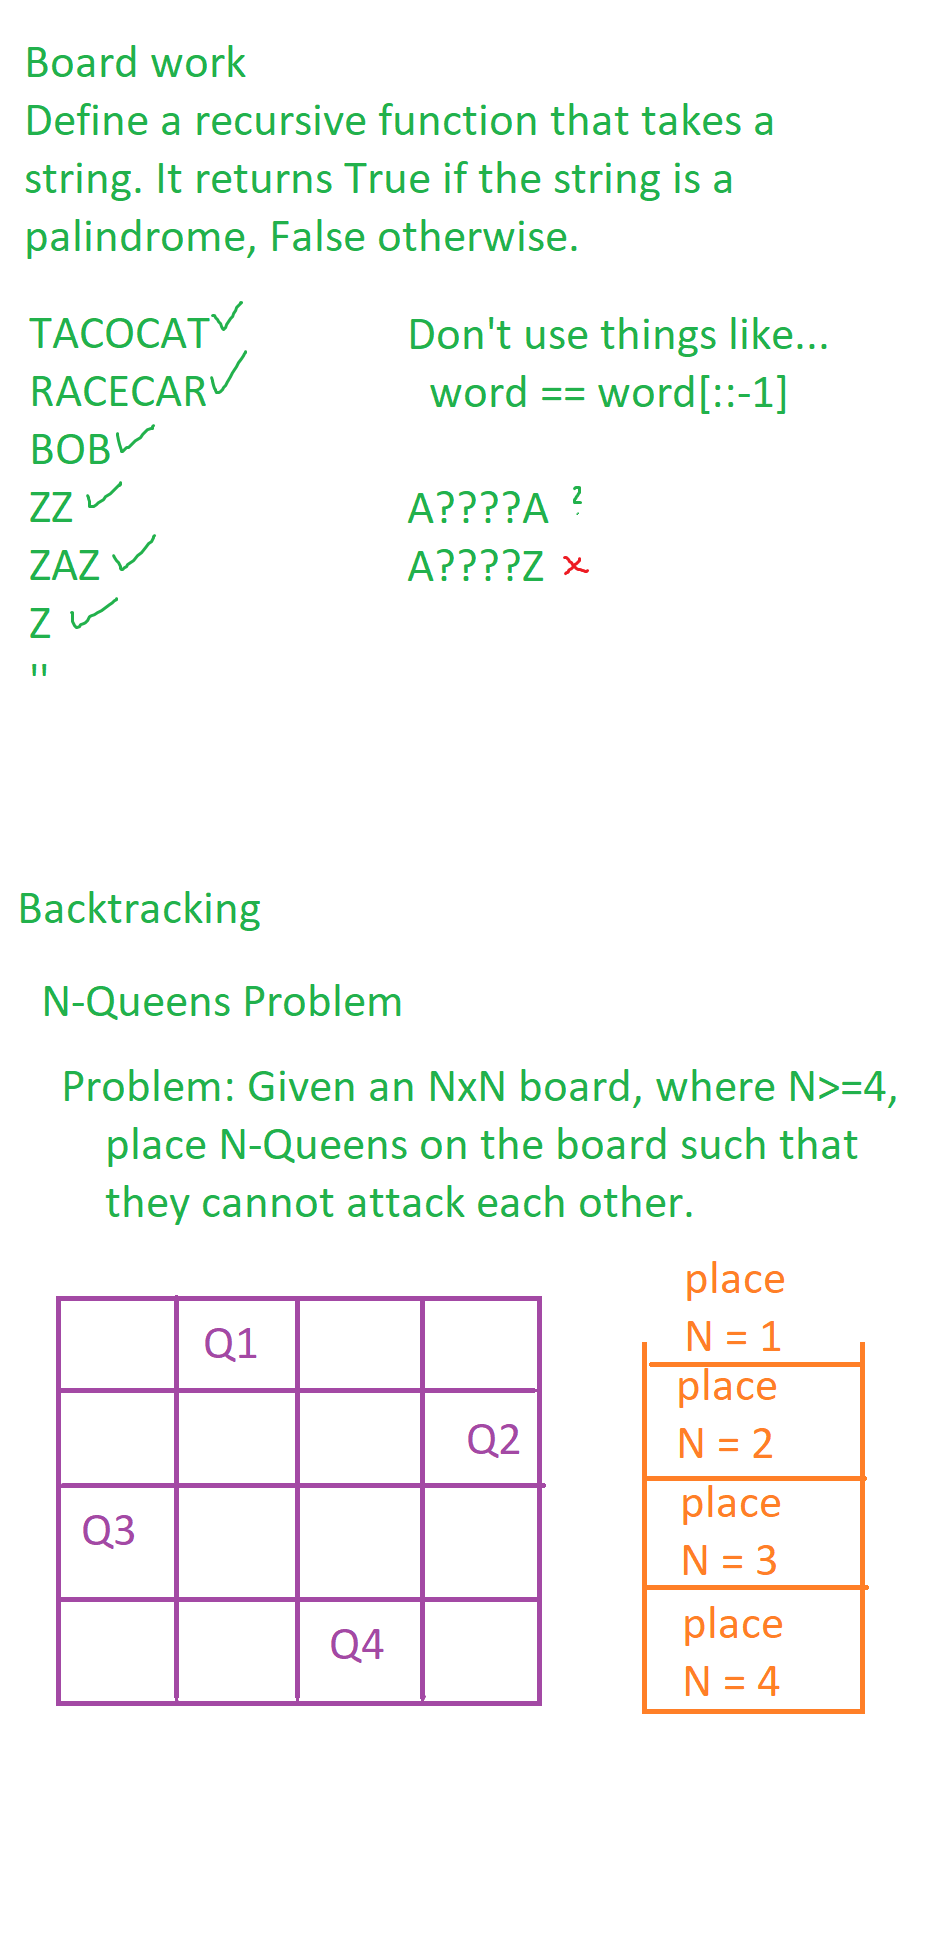 Board work
Define a recursive function that takes a
string. It returns True if the string is a
palindrome, False otherwise.
TACOCAT
RACECAR
BOB
ZZ
ZAZ
Z
''
Don't use things like...
word == word[::-1]
A????A ?
A????Z
Backtracking
N-Queens Problem
Problem: Given an NxN board, where N>=4,
place N-Queens on the board such that
they cannot attack each other.
Q1
Q2
Q3
Q4
place
N = 1
place
N = 2
place
N = 3
place
N = 4